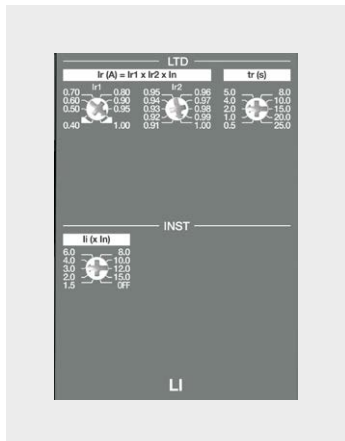 LTD
Ir (A) = Ir1 x Ir2 x In
tr (s)
Ir1
Ir2
0.70 0.80 0.95 0.96 5.0 8.0
0.60 0.90 0.94 0.97 4.0 10.0
0.50 0.95 0.93 0.98 2.0 15.0
0.92 0.99 1.0 20.0
0.40 1.00 0.91 1.00 0.5 25.0
INST
Ii (x In)
6.0 8.0
4.0 10.0
3.0 12.0
2.0 15.0
1.5 OFF
LI